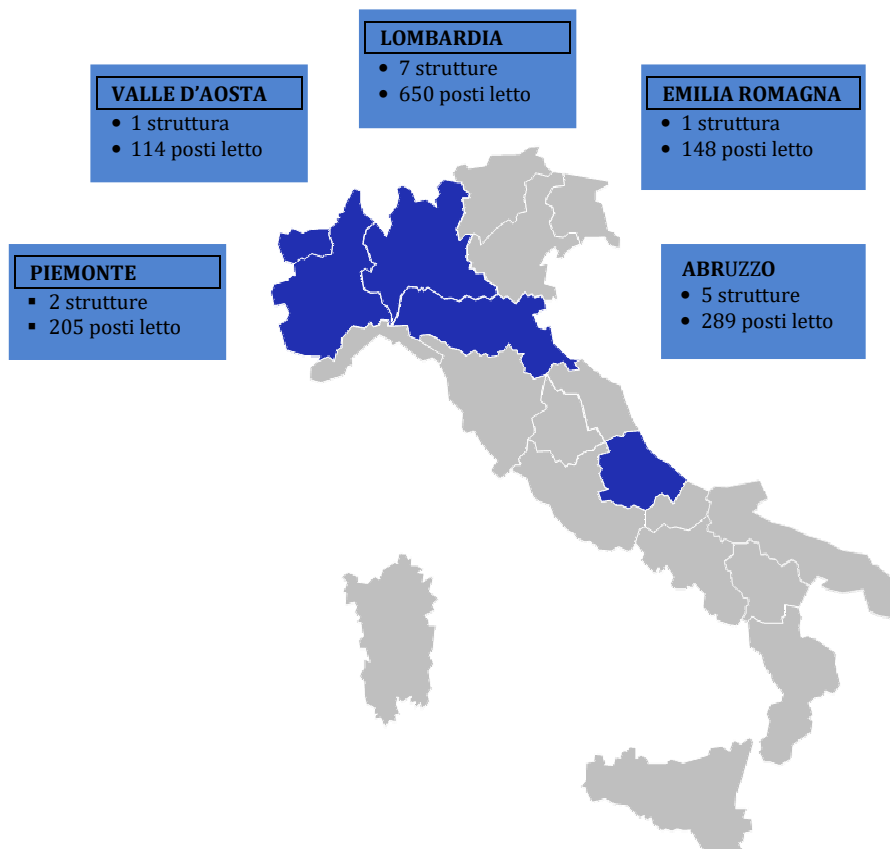 LOMBARDIA
• 7 strutture
• 650 posti letto
VALLE D'AOSTA
• 1 struttura
• 114 posti letto
EMILIA ROMAGNA
• 1 struttura
• 148 posti letto
PIEMONTE
▪ 2 strutture
▪ 205 posti letto
ABRUZZO
• 5 strutture
• 289 posti letto